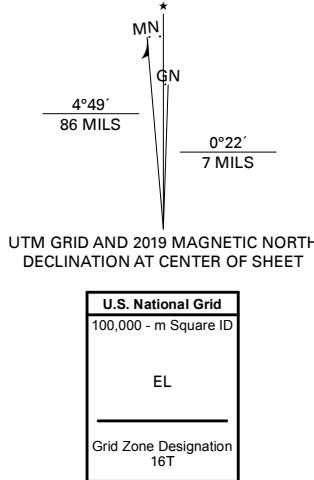 MN
GN
4°49´
86 MILS
0°22´
7 MILS
UTM GRID AND 2019 MAGNETIC NORTH
DECLINATION AT CENTER OF SHEET
U.S. National Grid
100,000 - m Square ID
EL
Grid Zone Designation
16T